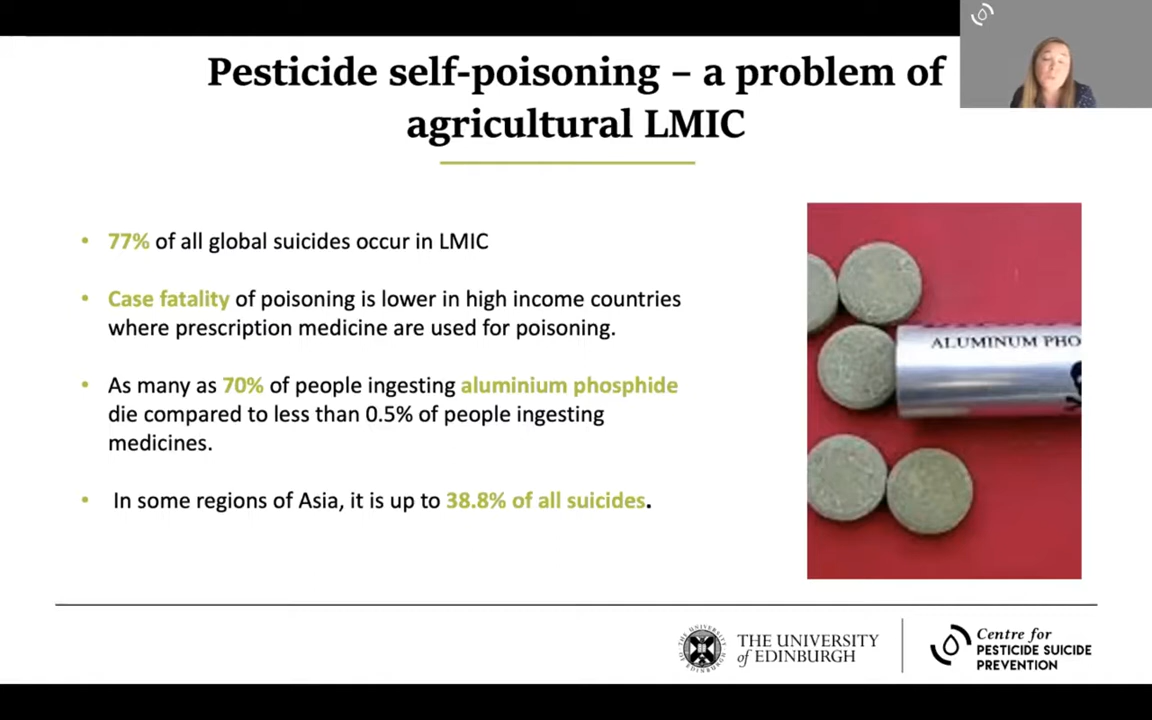 Pesticide self-poisoning – a problem of
agricultural LMIC
• 77% of all global suicides occur in LMIC
• Case fatality of poisoning is lower in high income countries
where prescription medicine are used for poisoning.
• As many as 70% of people ingesting aluminium phosphide
die compared to less than 0.5% of people ingesting
medicines.
• In some regions of Asia, it is up to 38.8% of all suicides.
ALUMINUM PHO
THE UNIVERSITY
of EDINBURGH
Centre for
PESTICIDE SUICIDE
PREVENTION